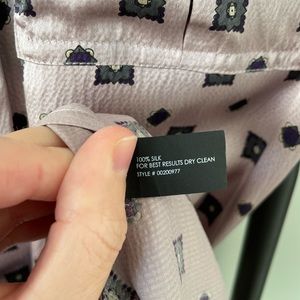 100% SILK
FOR BEST RESULTS DRY CLEAN
STYLE # 00200977